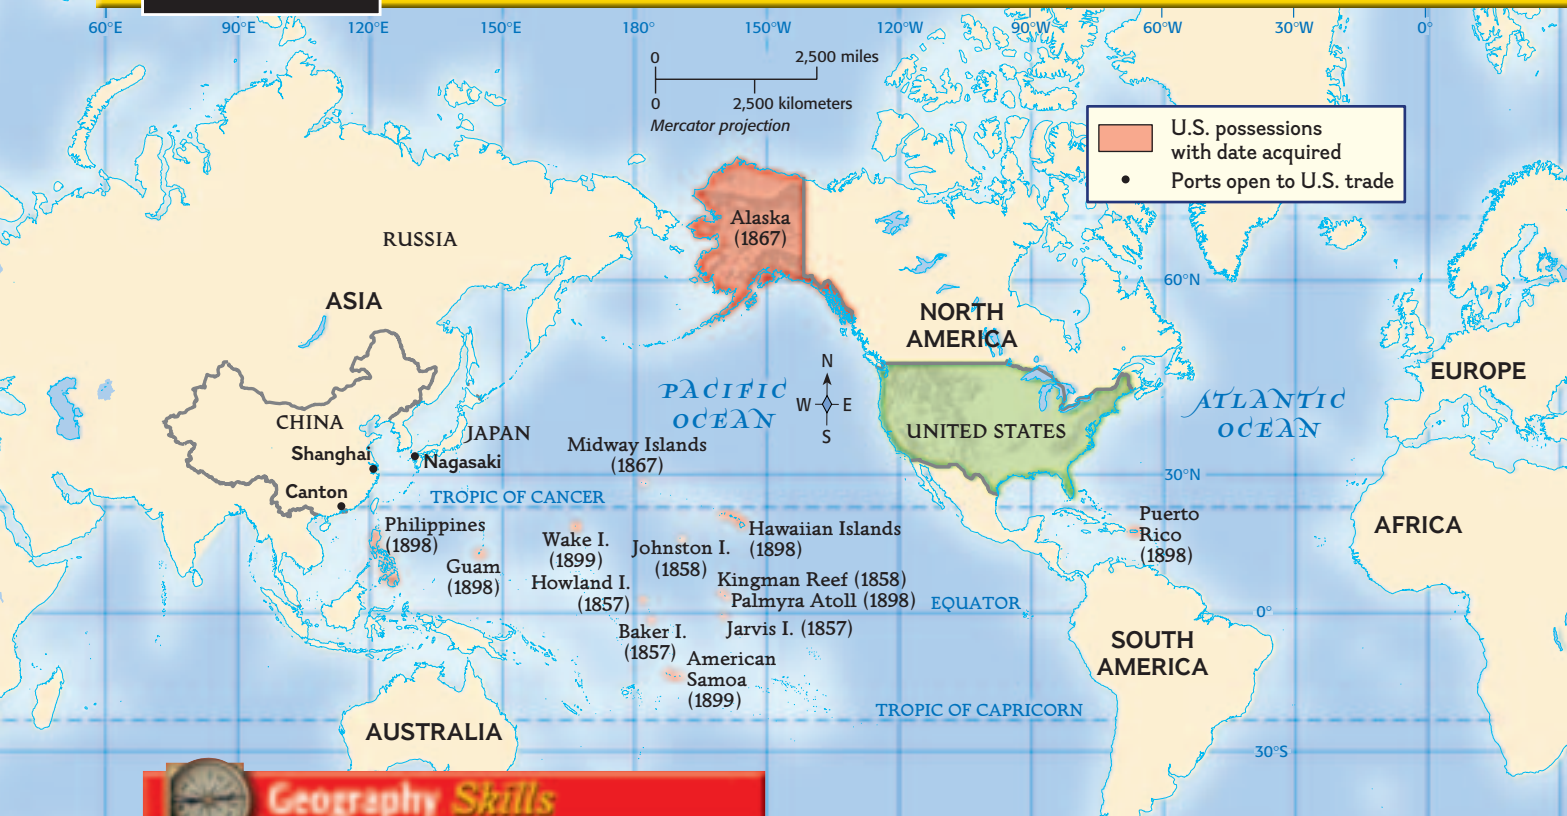 60°E 90°E 120°E 150°E 180° 150°W 120°W 90°W 60°W 30°W 0°
0 2,500 miles
0 2,500 kilometers
Mercator projection
U.S. possessions
with date acquired
Ports open to U.S. trade
Alaska
(1867)
RUSSIA
ASIA
60°N
NORTH
AMERICA
EUROPE
N
W E
S
PACIFIC
OCEAN
ATLANTIC
OCEAN
CHINA
JAPAN
UNITED STATES
Shanghai
Nagasaki
Midway Islands
(1867)
30°N
Canton
TROPIC OF CANCER
Philippines
(1898)
Guam
(1898)
Wake I.
(1899)
Johnston I.
(1858)
Hawaiian Islands
(1898)
Puerto
Rico
(1898)
AFRICA
Howland I.
(1857)
Kingman Reef (1858)
Palmyra Atoll (1898)
EQUATOR
0°
Baker I.
(1857)
Jarvis I. (1857)
American
Samoa
(1899)
SOUTH
AMERICA
TROPIC OF CAPRICORN
AUSTRALIA
30°S
Geography Skills